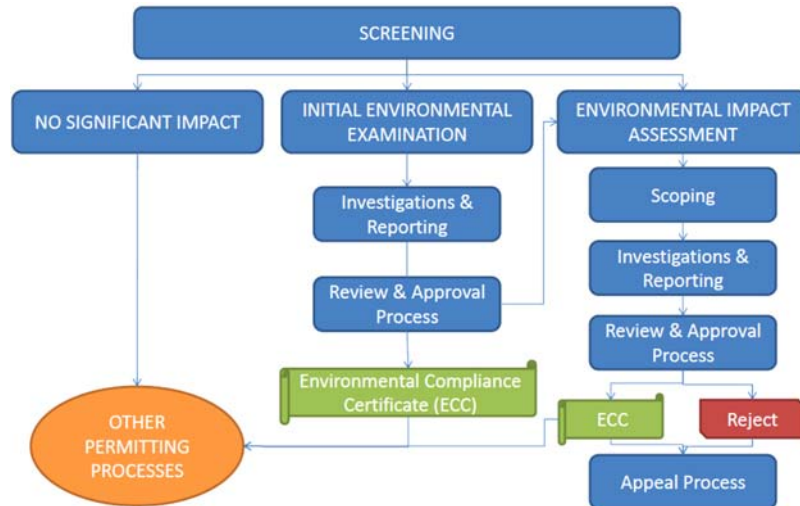 SCREENING
NO SIGNIFICANT IMPACT
INITIAL ENVIRONMENTAL
EXAMINATION
ENVIRONMENTAL IMPACT
ASSESSMENT
Investigations &
Reporting
Review & Approval
Process
Environmental Compliance
Certificate (ECC)
Scoping
Investigations &
Reporting
Review & Approval
Process
ECC
Reject
Appeal Process
OTHER
PERMITTING
PROCESSES